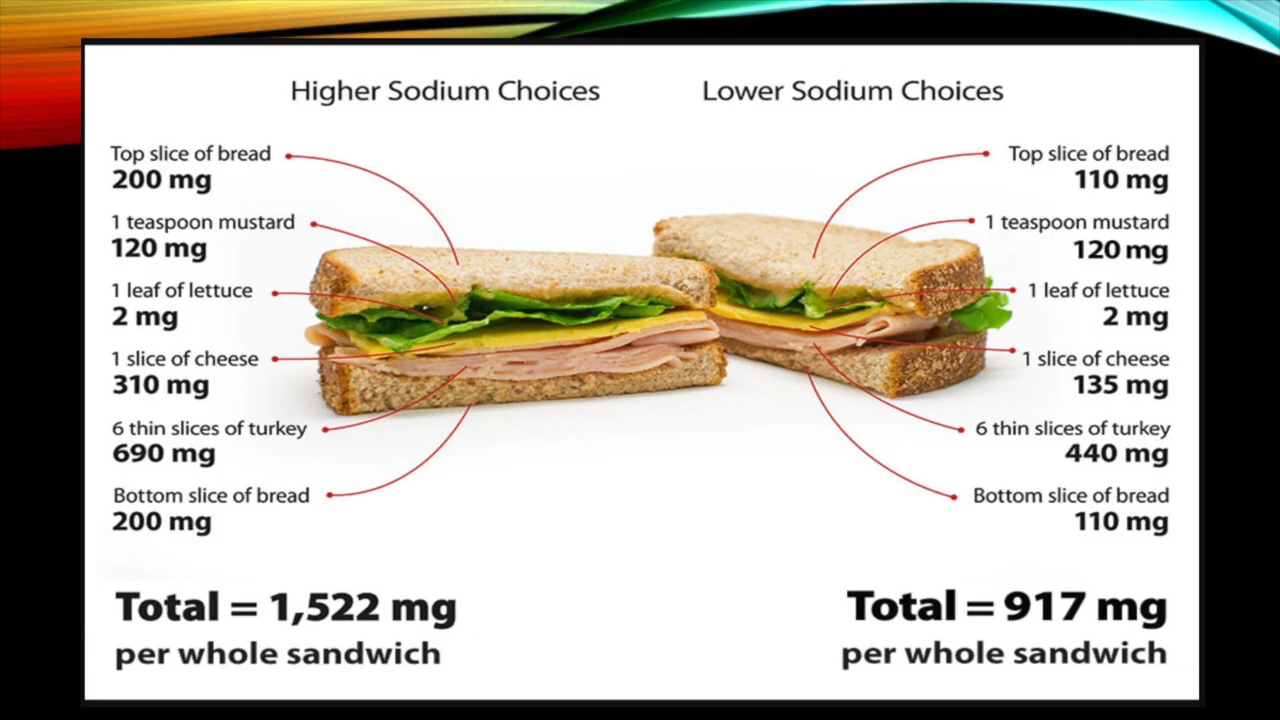 Higher Sodium Choices
Lower Sodium Choices
Top slice of bread
200 mg
1 teaspoon mustard
120 mg
1 leaf of lettuce
2 mg
1 slice of cheese
310 mg
6 thin slices of turkey
690 mg
Bottom slice of bread
200 mg
Total = 1,522 mg
per whole sandwich
Top slice of bread
110 mg
1 teaspoon mustard
120 mg
1 leaf of lettuce
2 mg
1 slice of cheese
135 mg
6 thin slices of turkey
440 mg
Bottom slice of bread
110 mg
Total = 917 mg
per whole sandwich